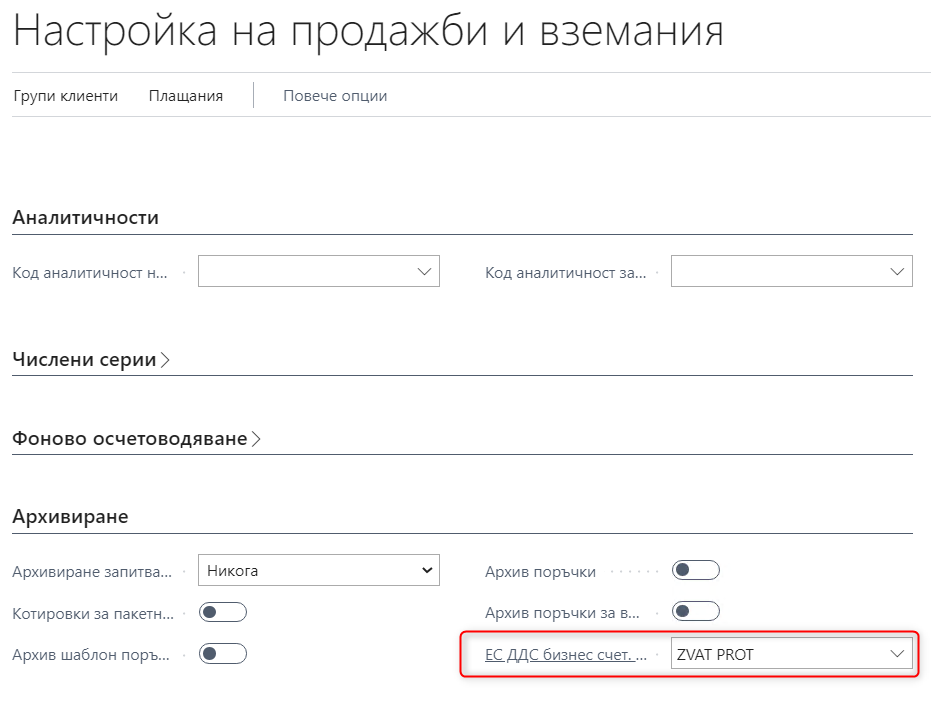 Настройка на продажби и вземания
Групи клиенти Плащания Повече опции
Аналитичности
Код аналитичност н... Код аналитичност за...
Числени серии
Фоново осчетоводяване
Архивиране
Архивиране запитва... Никога Архив поръчки
Котировки за пакетн... Архив поръчки за в...
Архив шаблон поръ... ЕС ДДС бизнес счет. ... ZVAT PROT